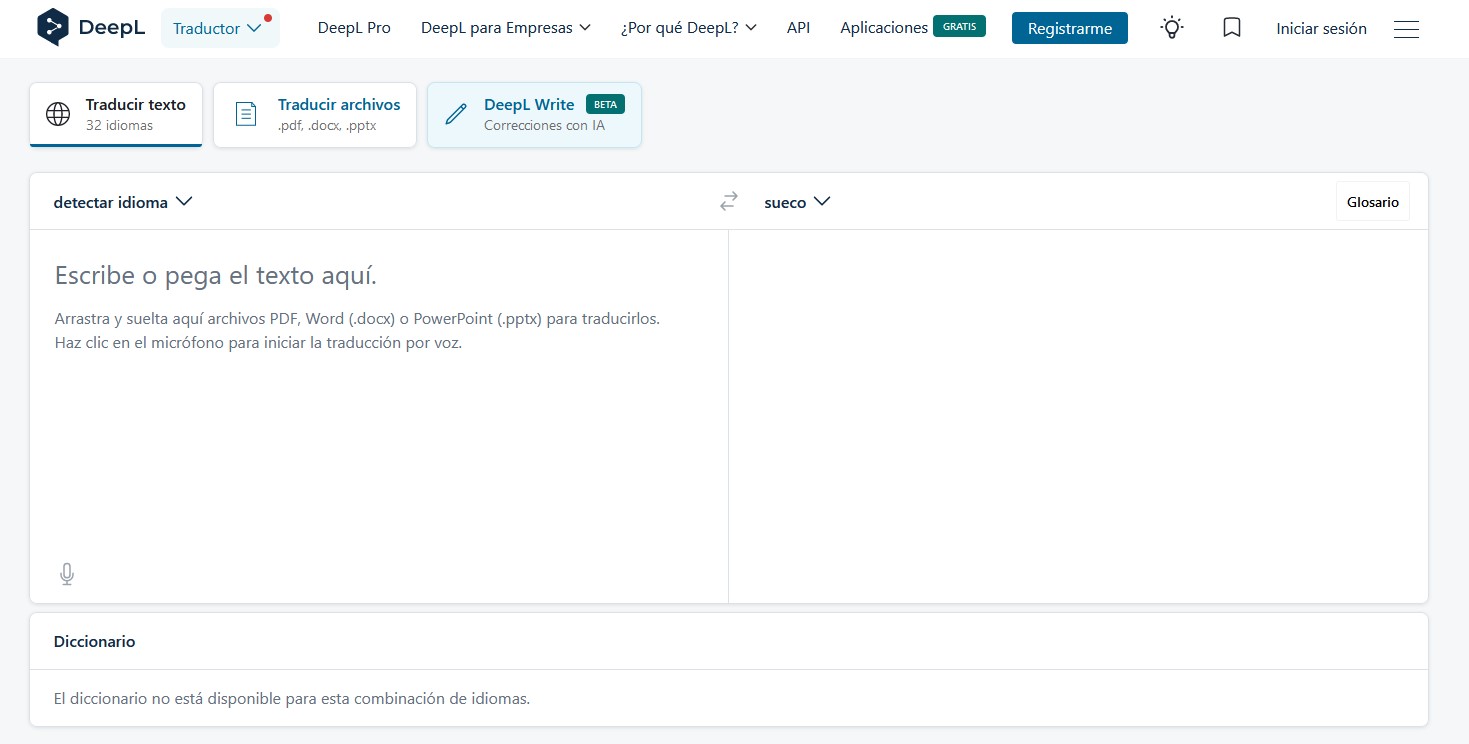 DeepL
Traductor
DeepL Pro
DeepL para Empresas
¿Por qué DeepL?
API
Aplicaciones GRATIS
Registrarme
Iniciar sesión
Traducir texto
32 idiomas
Traducir archivos
.pdf, .docx, .pptx
DeepL Write BETA
Correcciones con IA
detectar idioma
sueco
Glosario
Escribe o pega el texto aquí.
Arrastra y suelta aquí archivos PDF, Word (.docx) o PowerPoint (.pptx) para traducirlos.
Haz clic en el micrófono para iniciar la traducción por voz.
Diccionario
El diccionario no está disponible para esta combinación de idiomas.